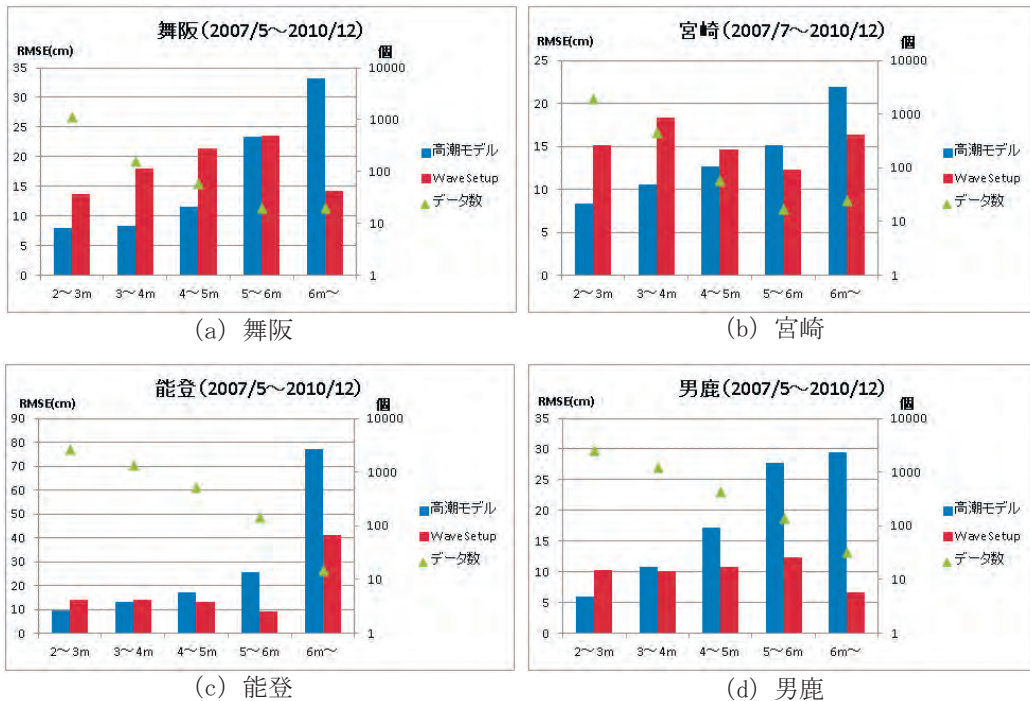 舞阪(2007/5～2010/12)
RMSE(cm)
個
35
30
25
20
15
10
5
0
10000
1000
100
10
1
2～3m
3～4m
4～5m
5～6m
6m～
高潮モデル
WaveSetup
データ数
(a) 舞阪
宮崎(2007/7～2010/12)
RMSE(cm)
個
25
20
15
10
5
0
10000
1000
100
10
1
2～3m
3～4m
4～5m
5～6m
6m～
高潮モデル
WaveSetup
データ数
(b) 宮崎
能登(2007/5～2010/12)
RMSE(cm)
個
90
80
70
60
50
40
30
20
10
0
10000
1000
100
10
1
2～3m
3～4m
4～5m
5～6m
6m～
高潮モデル
WaveSetup
データ数
(c) 能登
男鹿(2007/5～2010/12)
RMSE(cm)
個
35
30
25
20
15
10
5
0
10000
1000
100
10
1
2～3m
3～4m
4～5m
5～6m
6m～
高潮モデル
WaveSetup
データ数
(d) 男鹿